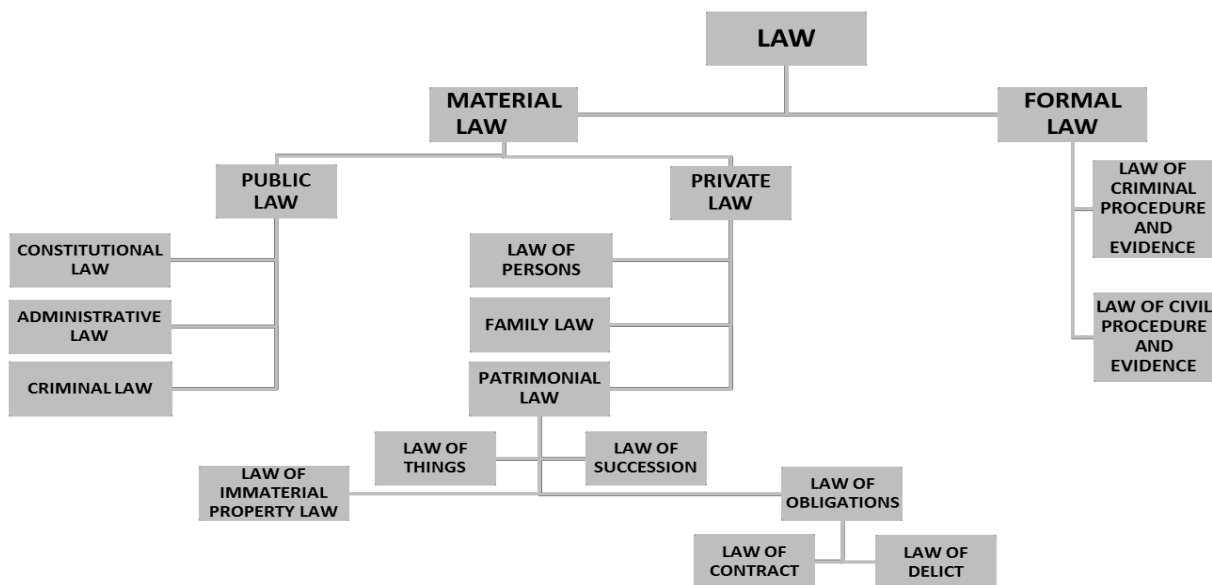 LAW
MATERIAL
LAW
FORMAL
LAW
PUBLIC
LAW
PRIVATE
LAW
LAW OF
CRIMINAL
PROCEDURE
AND
EVIDENCE
CONSTITUTIONAL
LAW
LAW OF
PERSONS
ADMINISTRATIVE
LAW
FAMILY LAW
LAW OF CIVIL
PROCEDURE
AND
EVIDENCE
CRIMINAL LAW
PATRIMONIAL
LAW
LAW OF
THINGS
LAW OF
SUCCESSION
LAW OF
IMMATERIAL
PROPERTY LAW
LAW OF
OBLIGATIONS
LAW OF
CONTRACT
LAW OF
DELICT